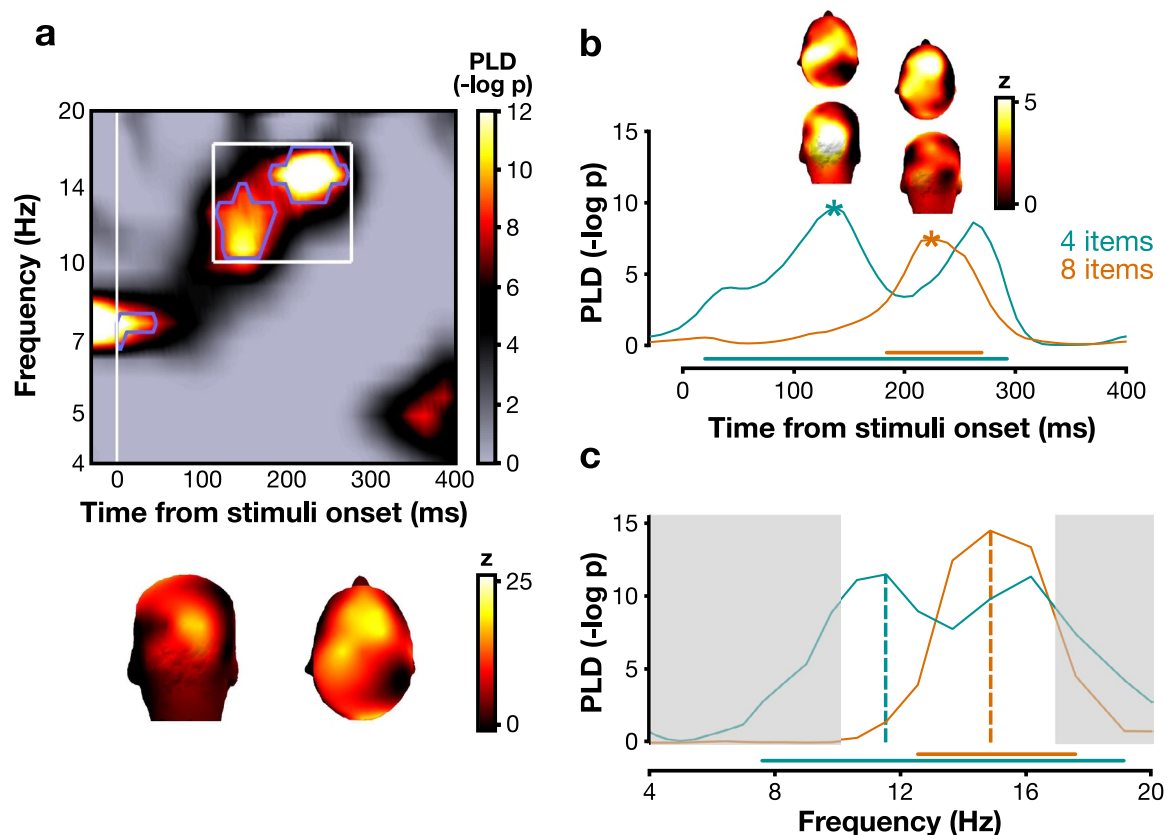 a
PLD
(-log p)
20
14
10
7
5
4
Frequency (Hz)
12
10
8
6
4
2
0
0 100 200 300 400
Time from stimuli onset (ms)
z
25
0
b
z
5
0
15
10
5
0
PLD (-log p)
*
*
4 items
8 items
0 100 200 300 400
Time from stimuli onset (ms)
c
15
10
5
0
PLD (-log p)
4 8 12 16 20
Frequency (Hz)